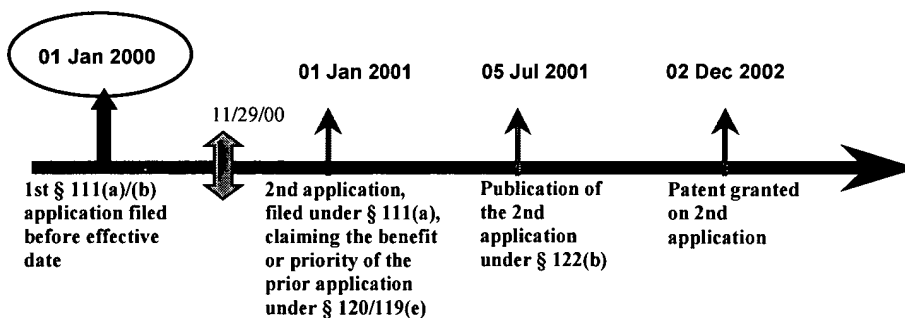 01 Jan 2000
01 Jan 2001
05 Jul 2001
02 Dec 2002
11/29/00
1st § 111(a)/(b)
application filed
before effective
date
2nd application,
filed under § 111(a),
claiming the benefit
or priority of the
prior application
under § 120/119(e)
Publication of
the 2nd
application
under § 122(b)
Patent granted
on 2nd
application